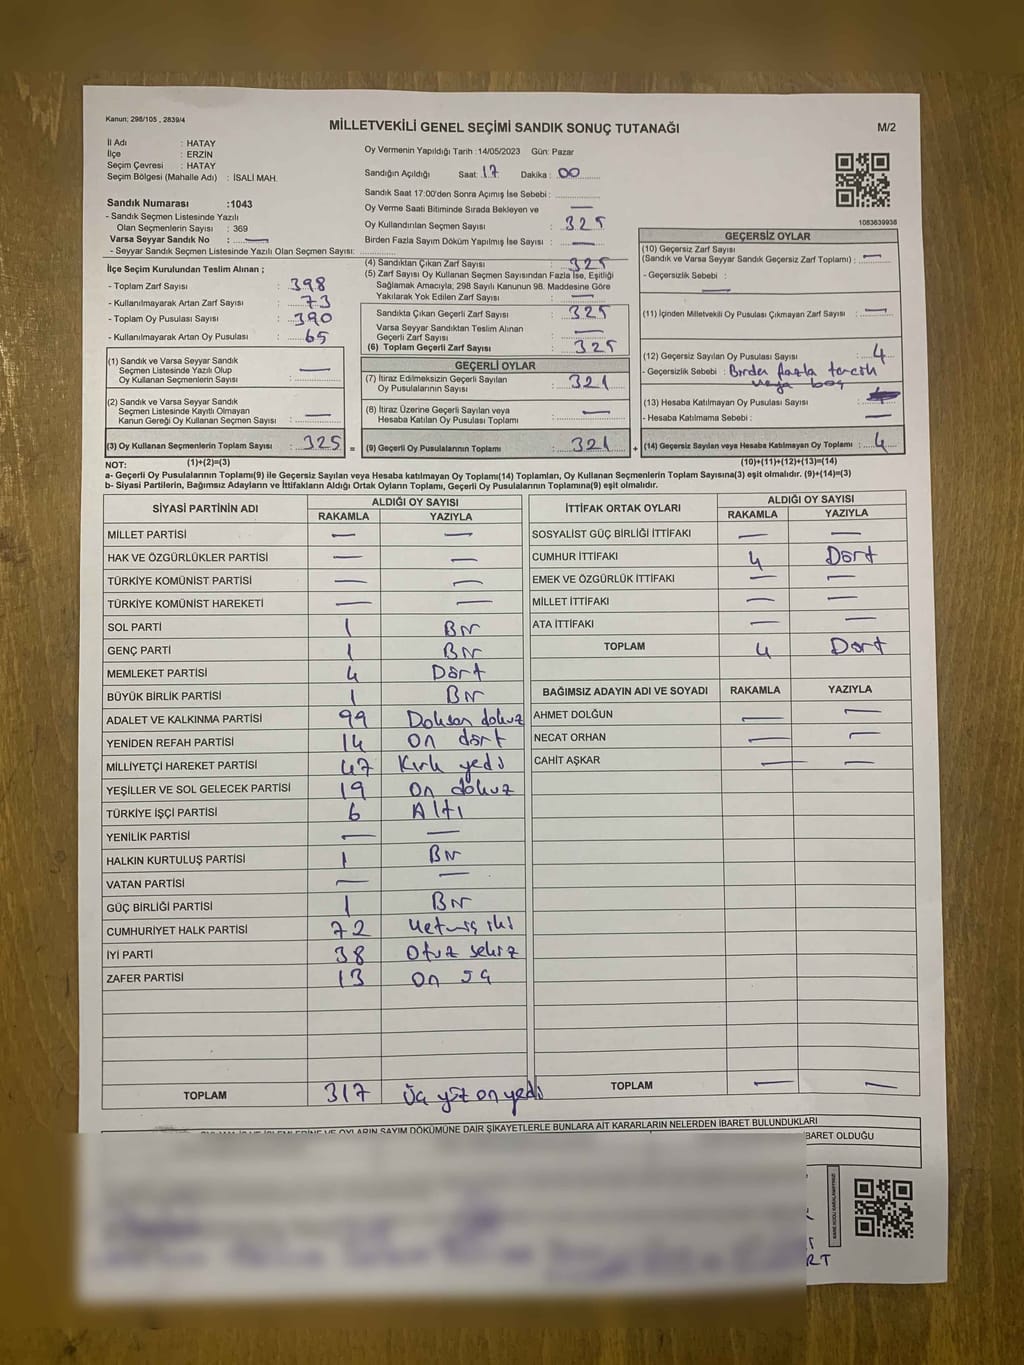 Kanun; 298/105 , 2839/4
MİLLETVEKİLİ GENEL SEÇİMİ SANDIK SONUÇ TUTANAĞI
M/2
İl Adı : HATAY
İlçe : ERZİN
Seçim Çevresi : HATAY
Seçim Bölgesi (Mahalle Adı) : İSALİ MAH.
Sandık Numarası :1043
- Sandık Seçmen Listesinde Yazılı
Olan Seçmenlerin Sayısı : 369
Varsa Seyyar Sandık No : —
- Seyyar Sandık Seçmen Listesinde Yazılı Olan Seçmen Sayısı:
Oy Vermenin Yapıldığı Tarih :14/05/2023 Gün: Pazar
Sandığın Açıldığı Saat: 17 Dakika : 00
Sandık Saat 17:00'den Sonra Açımış İse Sebebi :
Oy Verme Saati Bitiminde Sırada Bekleyen ve —
Oy Kullandırılan Seçmen Sayısı : 325
Birden Fazla Sayım Döküm Yapılmış İse Sayısı : —
1083639936
İlçe Seçim Kurulundan Teslim Alınan ;
- Toplam Zarf Sayısı : 398
- Kullanılmayarak Artan Zarf Sayısı : 73
- Toplam Oy Pusulası Sayısı : 390
- Kullanılmayarak Artan Oy Pusulası : 65
(1) Sandık ve Varsa Seyyar Sandık
Seçmen Listesinde Yazılı Olup
Oy Kullanan Seçmenlerin Sayısı : —
(2) Sandık ve Varsa Seyyar Sandık
Seçmen Listesinde Kayıtlı Olmayan
Kanun Gereği Oy Kullanan Seçmen Sayısı : —
(3) Oy Kullanan Seçmenlerin Toplam Sayısı : 325 =
(4) Sandıktan Çıkan Zarf Sayısı : 325
(5) Zarf Sayısı Oy Kullanan Seçmen Sayısından Fazla İse, Eşitliği
Sağlamak Amacıyla; 298 Sayılı Kanunun 98. Maddesine Göre
Yakılarak Yok Edilen Zarf Sayısı : —
Sandıkta Çıkan Geçerli Zarf Sayısı : 325
Varsa Seyyar Sandıktan Teslim Alınan
Geçerli Zarf Sayısı : —
(6) Toplam Geçerli Zarf Sayısı : 325
GEÇERLİ OYLAR
(7) İtiraz Edilmeksizin Geçerli Sayılan
Oy Pusulalarının Sayısı : 321
(8) İtiraz Üzerine Geçerli Sayılan veya
Hesaba Katılan Oy Pusulası Toplamı : —
(9) Geçerli Oy Pusulalarının Toplamı : 321 +
GEÇERSİZ OYLAR
(10) Geçersiz Zarf Sayısı
(Sandık ve Varsa Seyyar Sandık Geçersiz Zarf Toplamı) : —
- Geçersizlik Sebebi :
—
(11) İçinden Milletvekili Oy Pusulası Çıkmayan Zarf Sayısı : —
(12) Geçersiz Sayılan Oy Pusulası Sayısı : 4
- Geçersizlik Sebebi : Birden fazla tercih
veya boş
(13) Hesaba Katılmayan Oy Pusulası Sayısı :
- Hesaba Katılmama Sebebi : —
(14) Geçersiz Sayılan veya Hesaba Katılmayan Oy Toplamı : 4
NOT: (1)+(2)=(3)
(10)+(11)+(12)+(13)=(14)
a- Geçerli Oy Pusulalarının Toplamı(9) ile Geçersiz Sayılan veya Hesaba katılmayan Oy Toplamı(14) Toplamları, Oy Kullanan Seçmenlerin Toplam Sayısına(3) eşit olmalıdır. (9)+(14)=(3)
b- Siyasi Partilerin, Bağımsız Adayların ve İttifakların Aldığı Ortak Oyların Toplamı, Geçerli Oy Pusulalarının Toplamına(9) eşit olmalıdır.
SİYASİ PARTİNİN ADI ALDIĞI OY SAYISI
RAKAMLA YAZIYLA
MİLLET PARTİSİ — —
HAK VE ÖZGÜRLÜKLER PARTİSİ — —
TÜRKİYE KOMÜNİST PARTİSİ — —
TÜRKİYE KOMÜNİST HAREKETİ — —
SOL PARTİ 1 Bir
GENÇ PARTİ 1 Bir
MEMLEKET PARTİSİ 4 Dört
BÜYÜK BİRLİK PARTİSİ 1 Bir
ADALET VE KALKINMA PARTİSİ 99 Doksan dokuz
YENİDEN REFAH PARTİSİ 14 On dört
MİLLİYETÇİ HAREKET PARTİSİ 47 Kırk yedi
YEŞİLLER VE SOL GELECEK PARTİSİ 19 On dokuz
TÜRKİYE İŞÇİ PARTİSİ 6 Altı
YENİLİK PARTİSİ — —
HALKIN KURTULUŞ PARTİSİ 1 Bir
VATAN PARTİSİ — —
GÜÇ BİRLİĞİ PARTİSİ 1 Bir
CUMHURİYET HALK PARTİSİ 72 Yetmiş iki
İYİ PARTİ 38 Otuz sekiz
ZAFER PARTİSİ 13 On üç
TOPLAM 317 Üç yüz on yedi
İTTİFAK ORTAK OYLARI ALDIĞI OY SAYISI
RAKAMLA YAZIYLA
SOSYALİST GÜÇ BİRLİĞİ İTTİFAKI — —
CUMHUR İTTİFAKI 4 Dört
EMEK VE ÖZGÜRLÜK İTTİFAKI — —
MİLLET İTTİFAKI — —
ATA İTTİFAKI — —
TOPLAM 4 Dört
BAĞIMSIZ ADAYIN ADI VE SOYADI RAKAMLA YAZIYLA
AHMET DOLĞUN — —
NECAT ORHAN — —
CAHİT AŞKAR — —
TOPLAM — —
OYLARIN SAYIM DÖKÜMÜNE DAİR ŞİKAYETLERLE BUNLARA AİT KARARLARIN NELERDEN İBARET BULUNDUKLARI
BARET OLDUĞU
RT